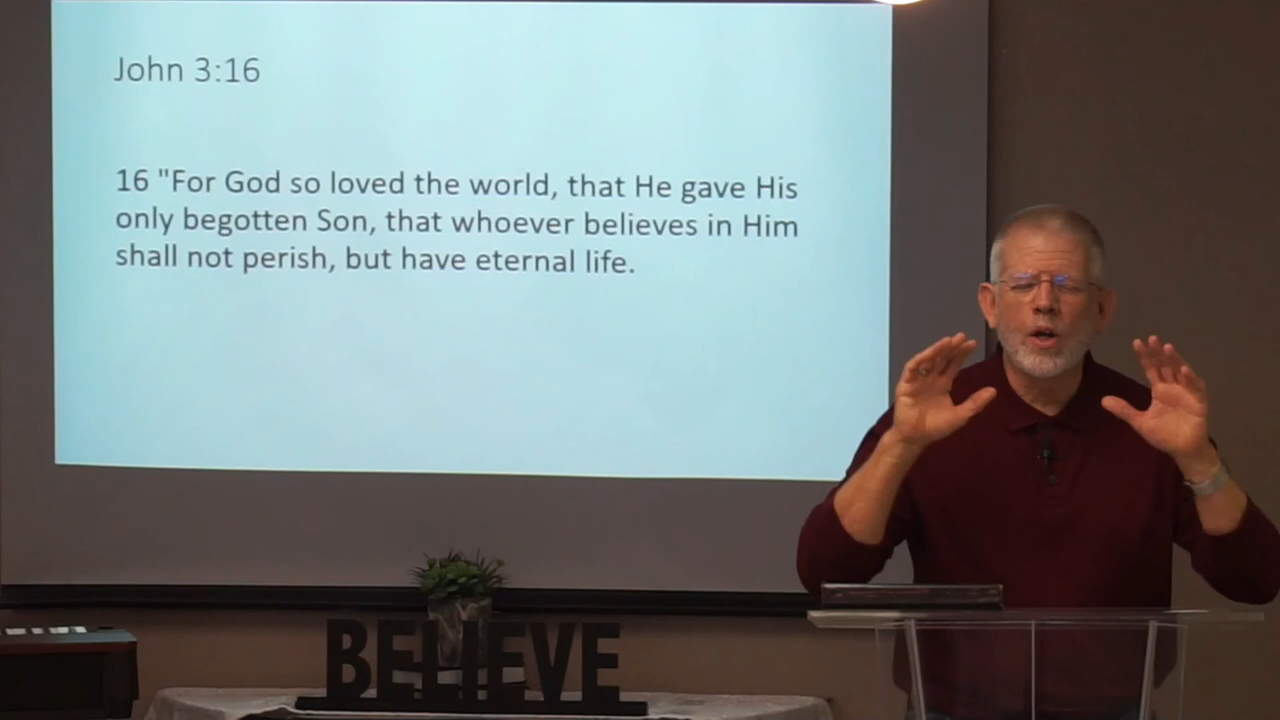 John 3:16
16 "For God so loved the world, that He gave His
only begotten Son, that whoever believes in Him
shall not perish, but have eternal life.
BELIEVE